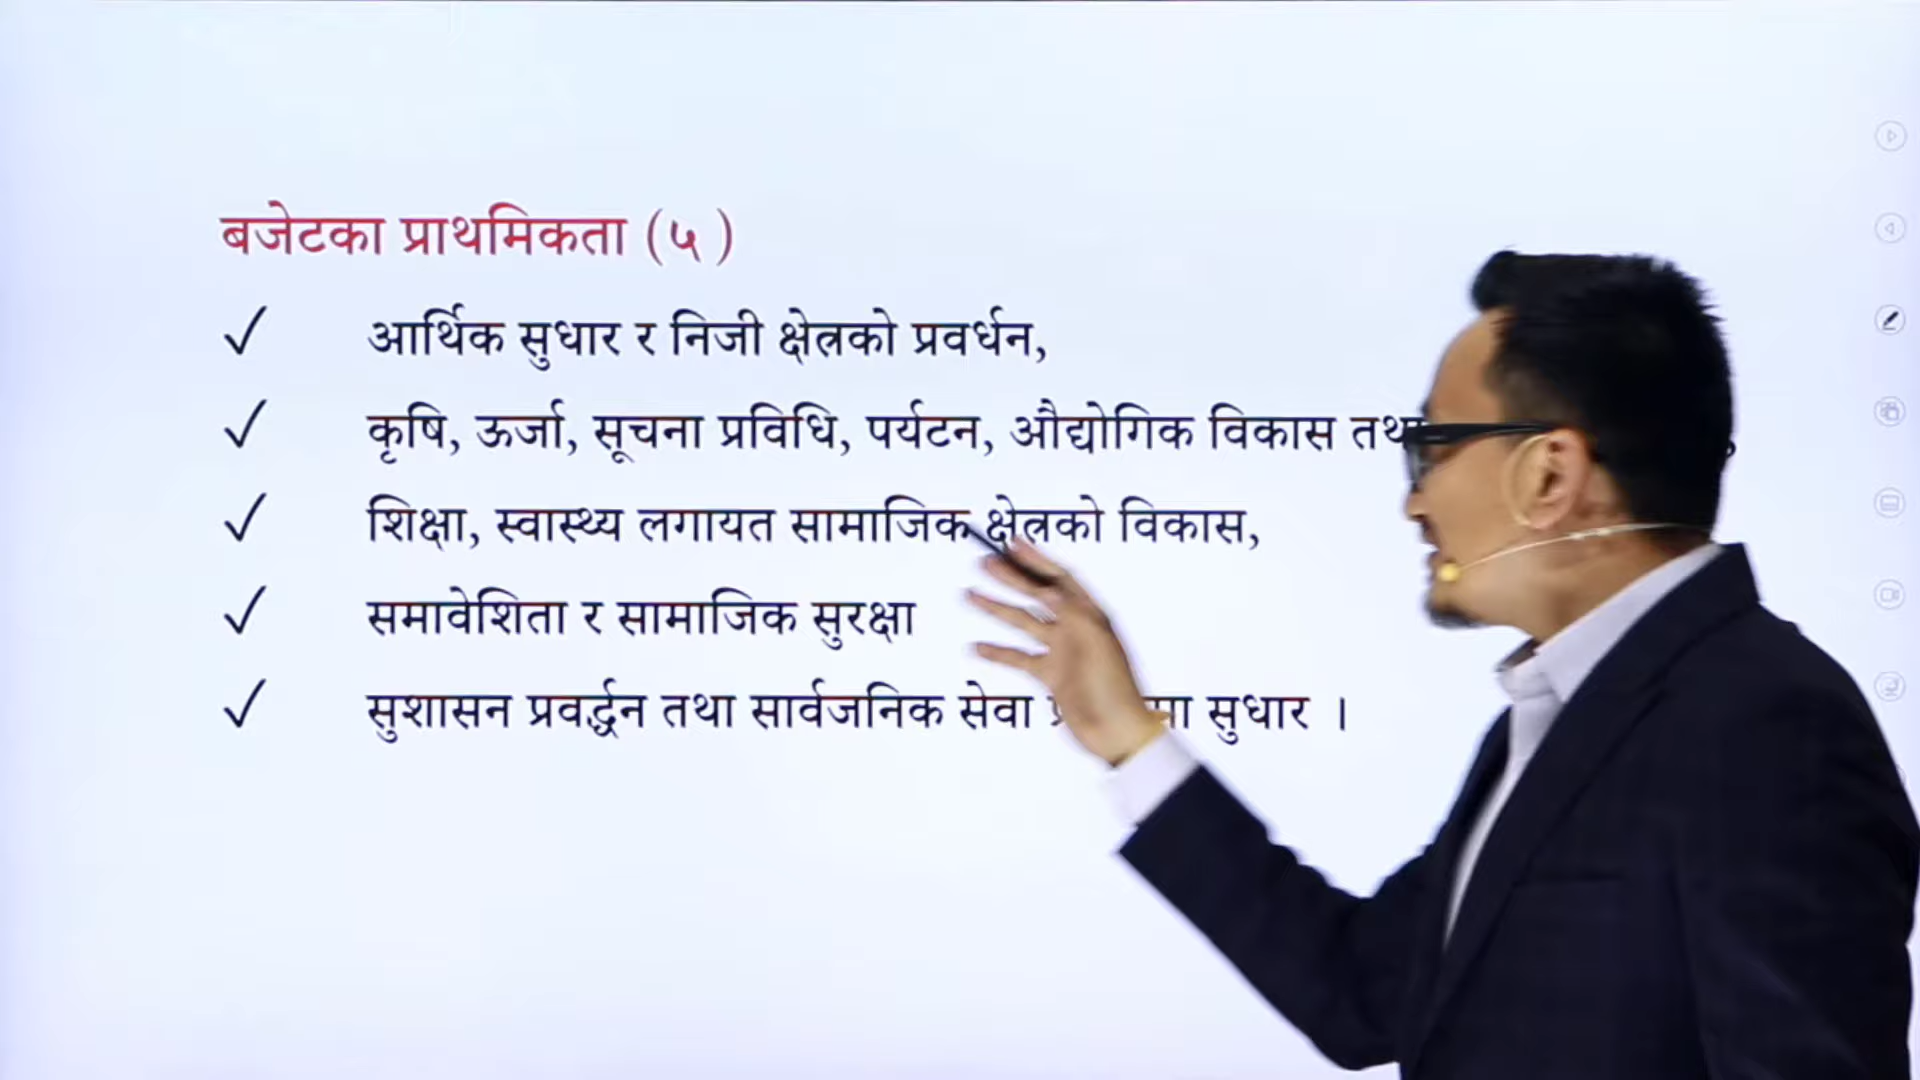 बजेटका प्राथमिकता (५ )
✓ आर्थिक सुधार र निजी क्षेत्रको प्रवर्धन,
✓ कृषि, ऊर्जा, सूचना प्रविधि, पर्यटन, औद्योगिक विकास तथा
✓ शिक्षा, स्वास्थ्य लगायत सामाजिक क्षेत्रको विकास,
✓ समावेशिता र सामाजिक सुरक्षा
✓ सुशासन प्रवर्द्धन तथा सार्वजनिक सेवा सुधार ।